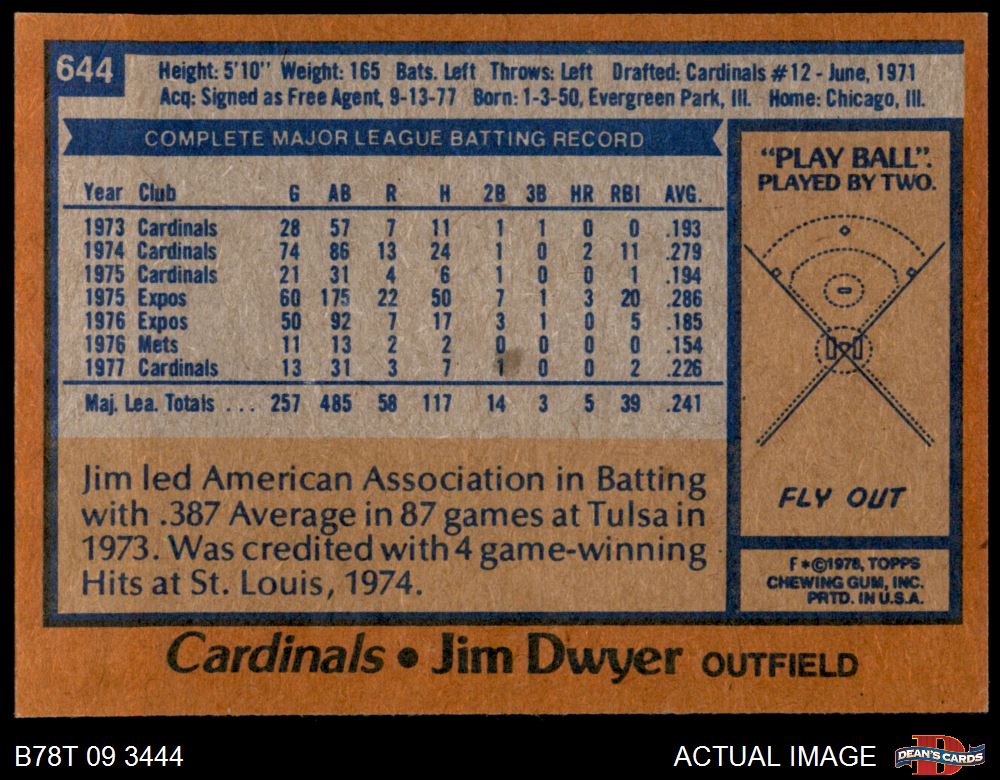 644
Height: 5'10" Weight: 165 Bats. Left Throws: Left Drafted: Cardinals #12 - June, 1971
Acq: Signed as Free Agent, 9-13-77 Born: 1-3-50, Evergreen Park, Ill. Home: Chicago, Ill.
COMPLETE MAJOR LEAGUE BATTING RECORD
Year Club G AB R H 2B 3B HR RBI AVG.
1973 Cardinals 28 57 7 11 1 1 0 0 .193
1974 Cardinals 74 86 13 24 1 0 2 11 .279
1975 Cardinals 21 31 4 6 1 0 0 1 .194
1975 Expos 60 175 22 50 7 1 3 20 .286
1976 Expos 50 92 7 17 3 1 0 5 .185
1976 Mets 11 13 2 2 0 0 0 0 .154
1977 Cardinals 13 31 3 7 1 0 0 2 .226
Maj. Lea. Totals . . . 257 485 58 117 14 3 5 39 .241
Jim led American Association in Batting
with .387 Average in 87 games at Tulsa in
1973. Was credited with 4 game-winning
Hits at St. Louis, 1974.
"PLAY BALL".
PLAYED BY TWO.
FLY OUT
F*©1978, TOPPS
CHEWING GUM, INC.
PRTD. IN U.S.A.
Cardinals • Jim Dwyer OUTFIELD
B78T 09 3444
ACTUAL IMAGE
DEAN'S CARDS